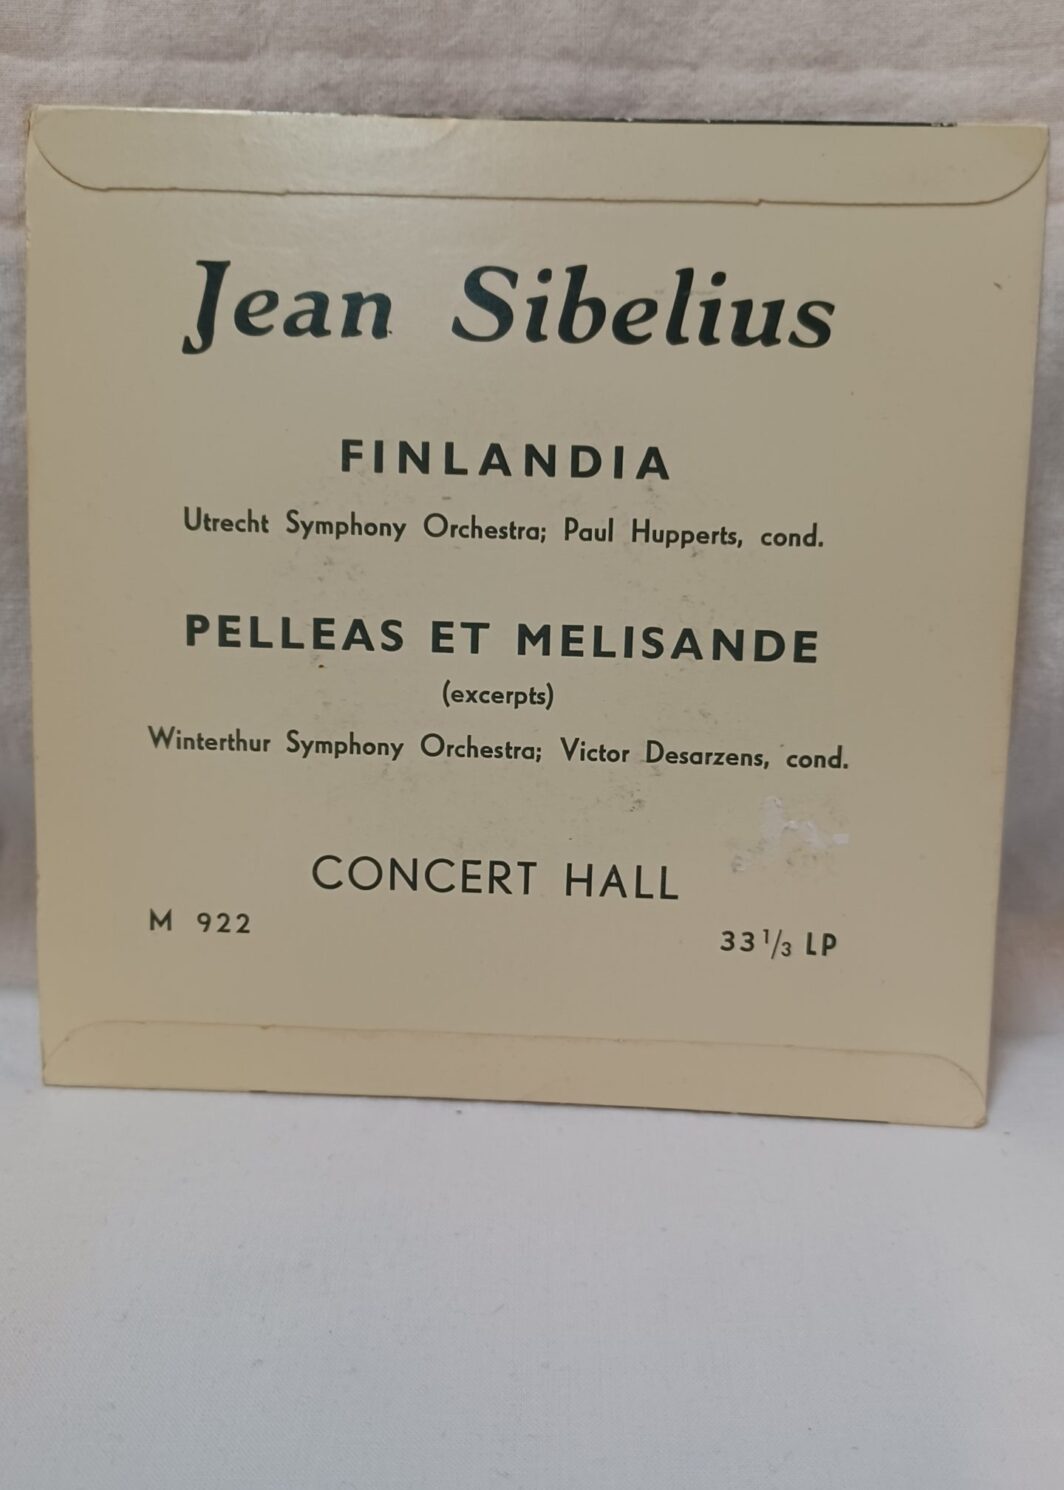 Jean Sibelius
FINLANDIA
Utrecht Symphony Orchestra; Paul Hupperts, cond.
PELLEAS ET MELISANDE
(excerpts)
Winterthur Symphony Orchestra; Victor Desarzens, cond.
CONCERT HALL
M 922
33 1/3 LP